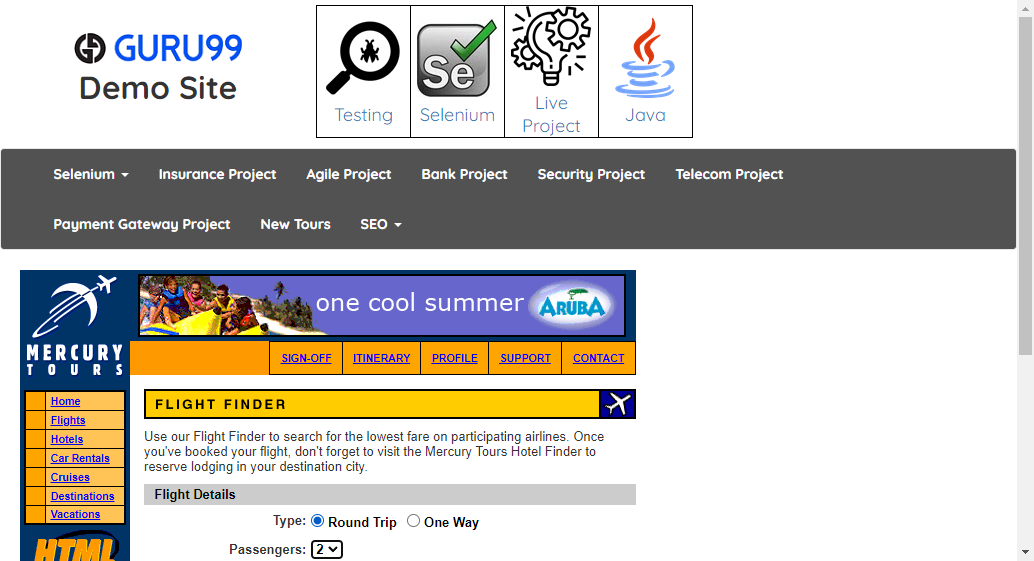 GURU99
Demo Site
Testing
Se
Selenium
Live
Project
Java
Selenium Insurance Project Agile Project Bank Project Security Project Telecom Project
Payment Gateway Project New Tours SEO
one cool summer ARUBA
MERCURY
TOURS
SIGN-OFF ITINERARY PROFILE SUPPORT CONTACT
Home
Flights
Hotels
Car Rentals
Cruises
Destinations
Vacations
HTML
FLIGHT FINDER
Use our Flight Finder to search for the lowest fare on participating airlines. Once
you've booked your flight, don't forget to visit the Mercury Tours Hotel Finder to
reserve lodging in your destination city.
Flight Details
Type: Round Trip One Way
Passengers: 2